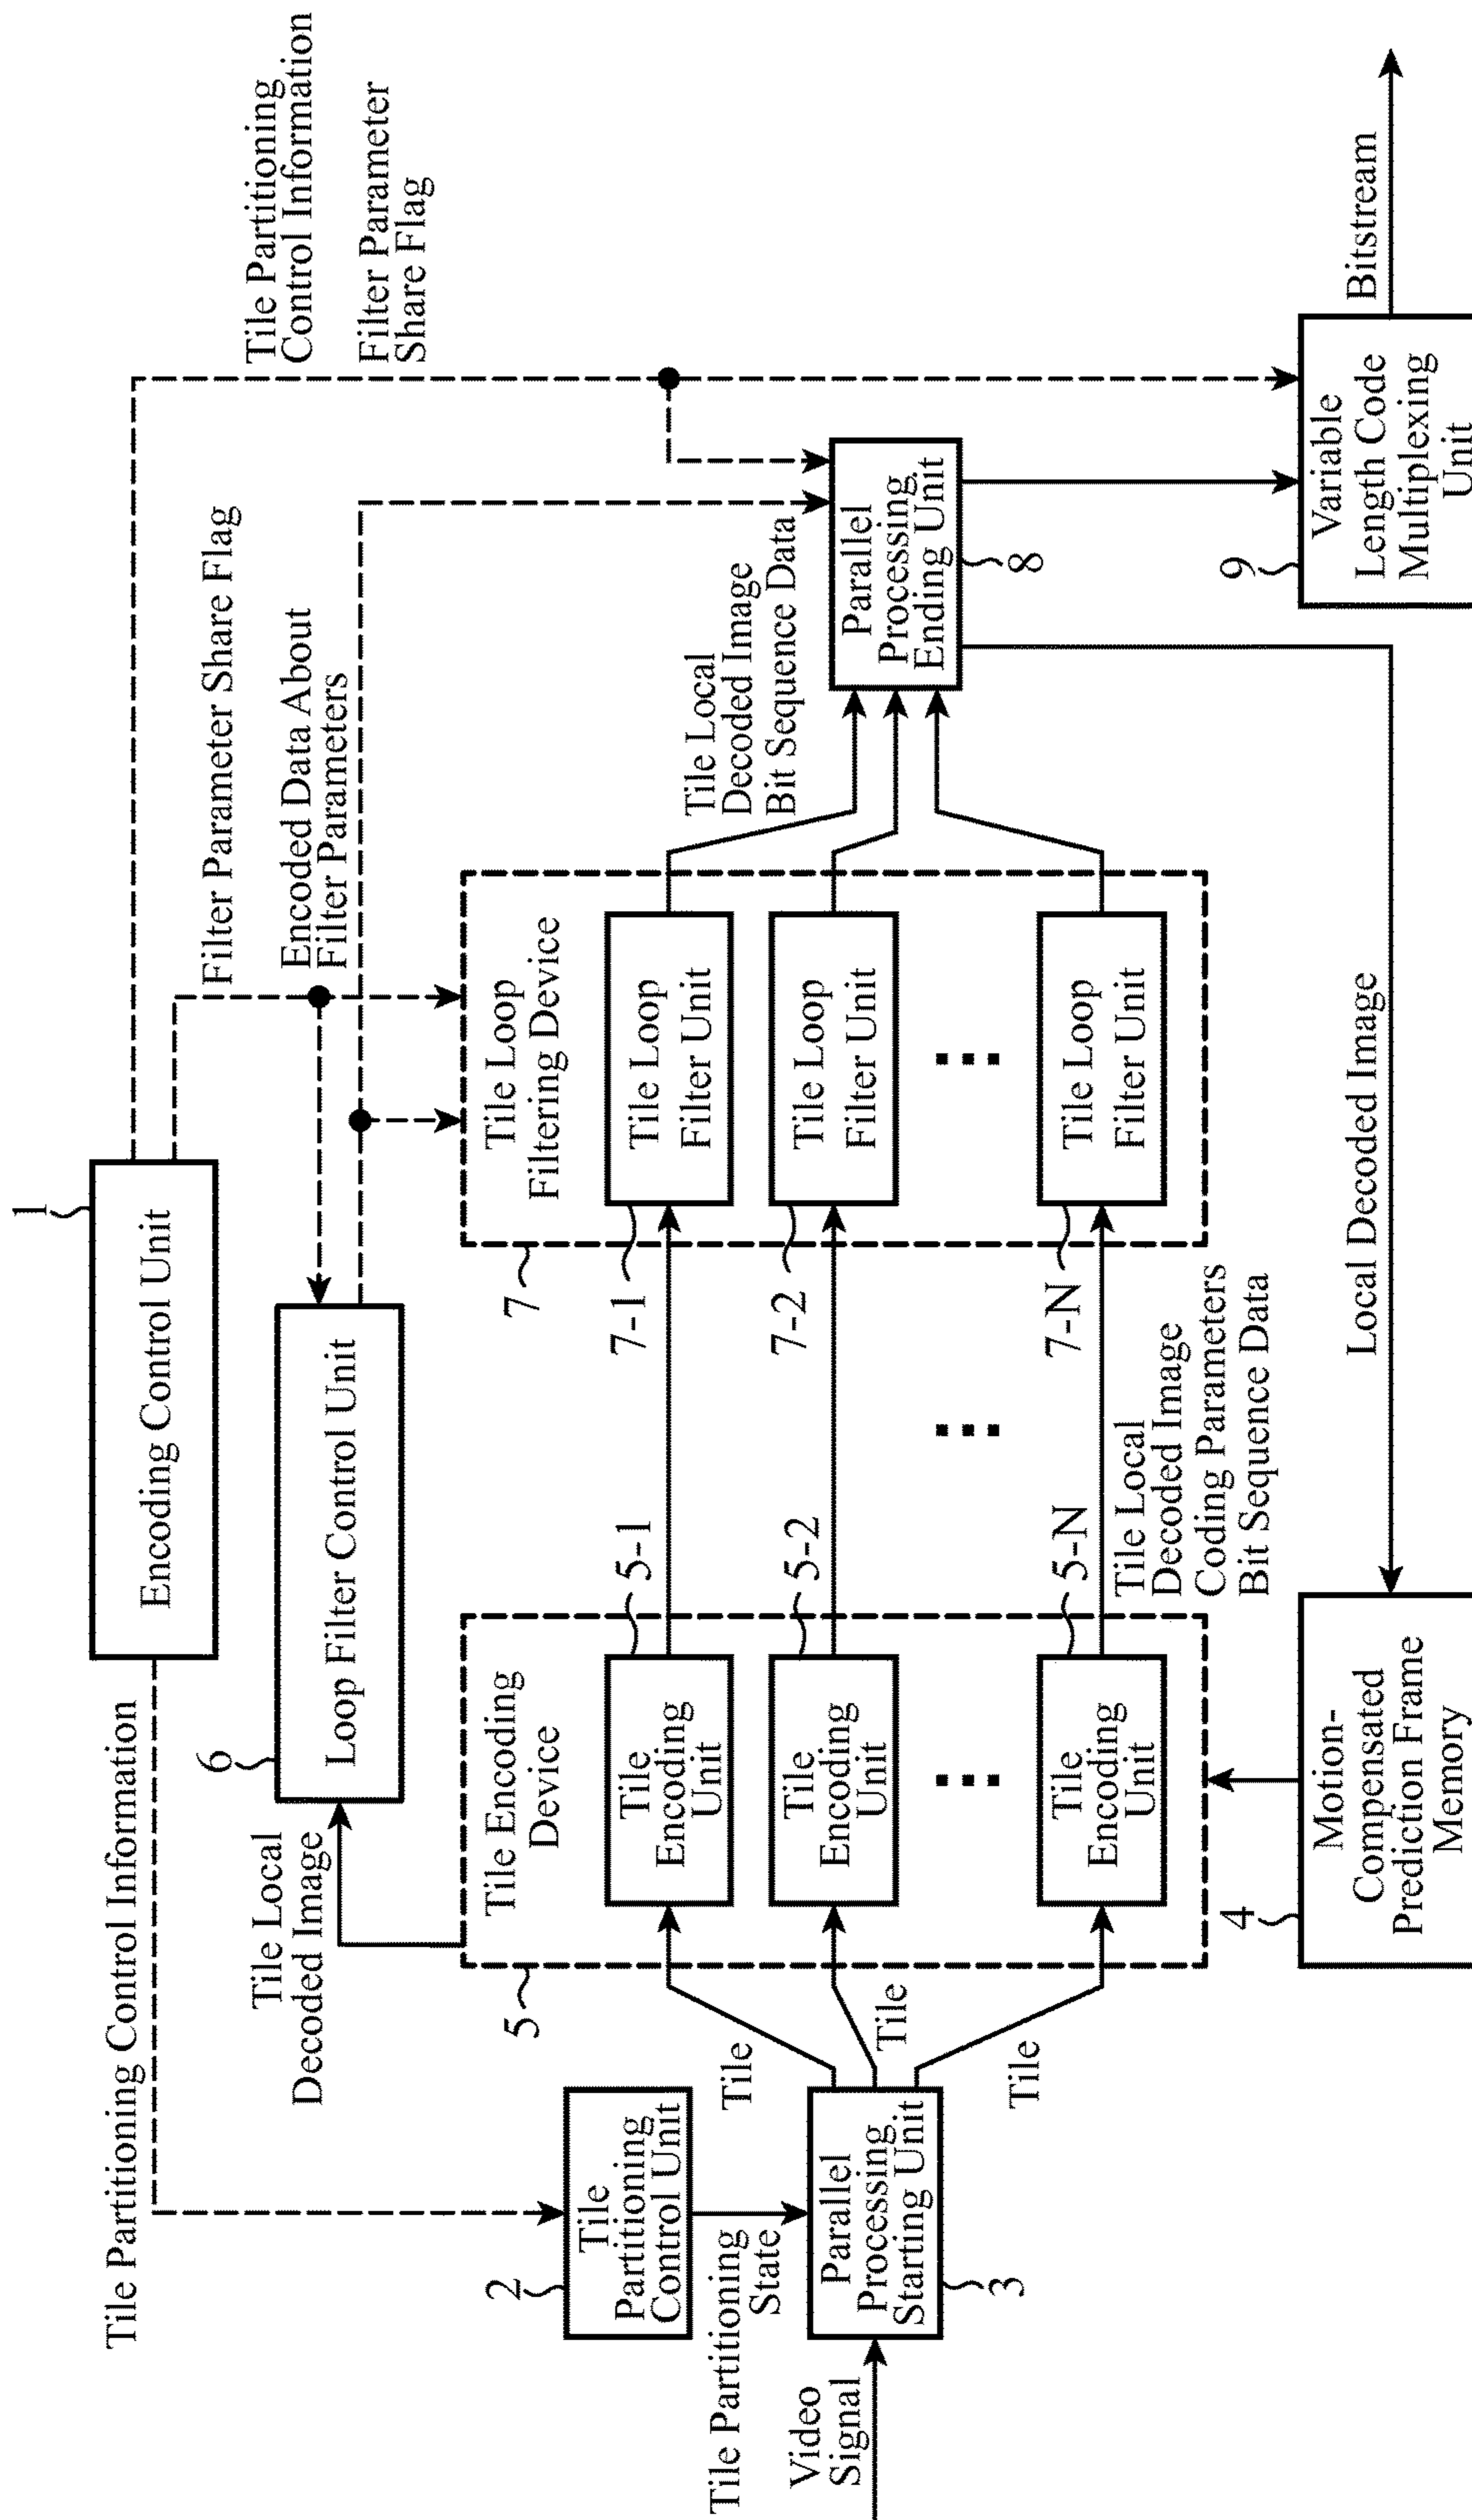 1
Encoding Control Unit
Tile Partitioning Control Information
Tile Partitioning
Control Information
Filter Parameter
Share Flag
Filter Parameter Share Flag
6
Loop Filter Control Unit
Encoded Data About
Filter Parameters
Tile Local
Decoded Image
2
Tile
Partitioning
Control Unit
Tile Partitioning
State
Video
Signal
Parallel
Processing
Starting Unit
3
Tile
Tile
Tile
5
Tile Encoding
Device
Tile
Encoding
Unit
5-1
Tile
Encoding
Unit
5-2
Tile
Encoding
Unit
5-N
Tile Local
Decoded Image
Coding Parameters
Bit Sequence Data
7
Tile Loop
Filtering Device
7-1
Tile Loop
Filter Unit
7-2
Tile Loop
Filter Unit
7-N
Tile Loop
Filter Unit
Tile Local
Decoded Image
Bit Sequence Data
Parallel
Processing
Ending Unit
8
4
Motion-
Compensated
Prediction Frame
Memory
Local Decoded Image
9
Variable
Length Code
Multiplexing
Unit
Bitstream